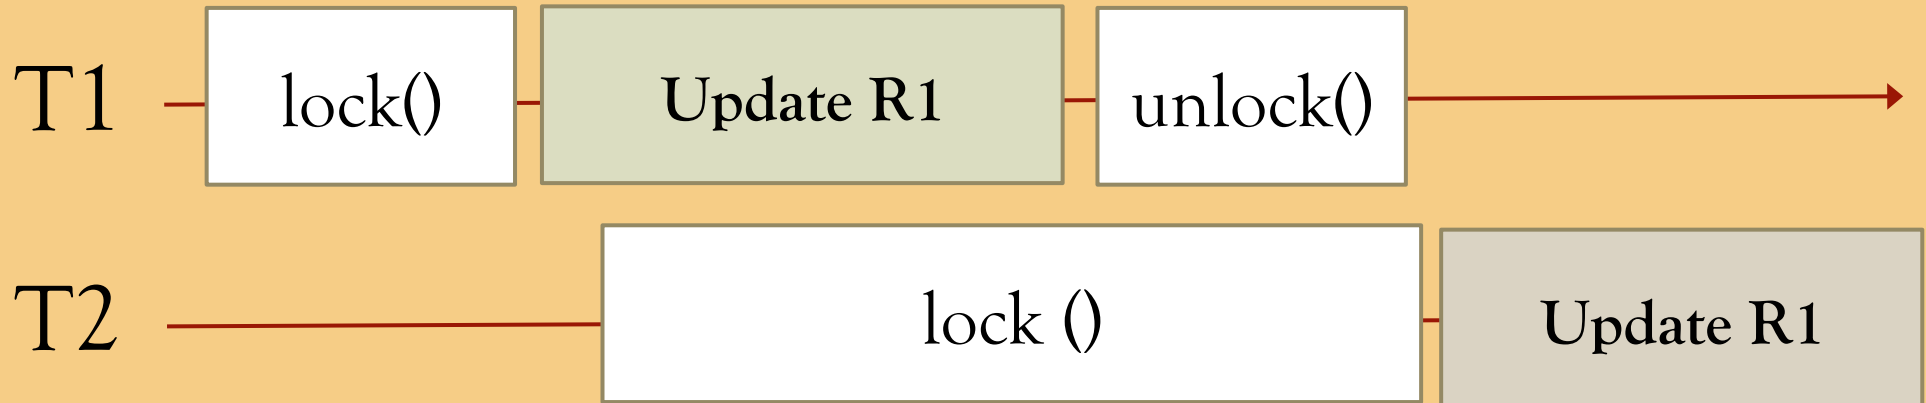 T1 lock() Update R1 unlock()
T2 lock () Update R1